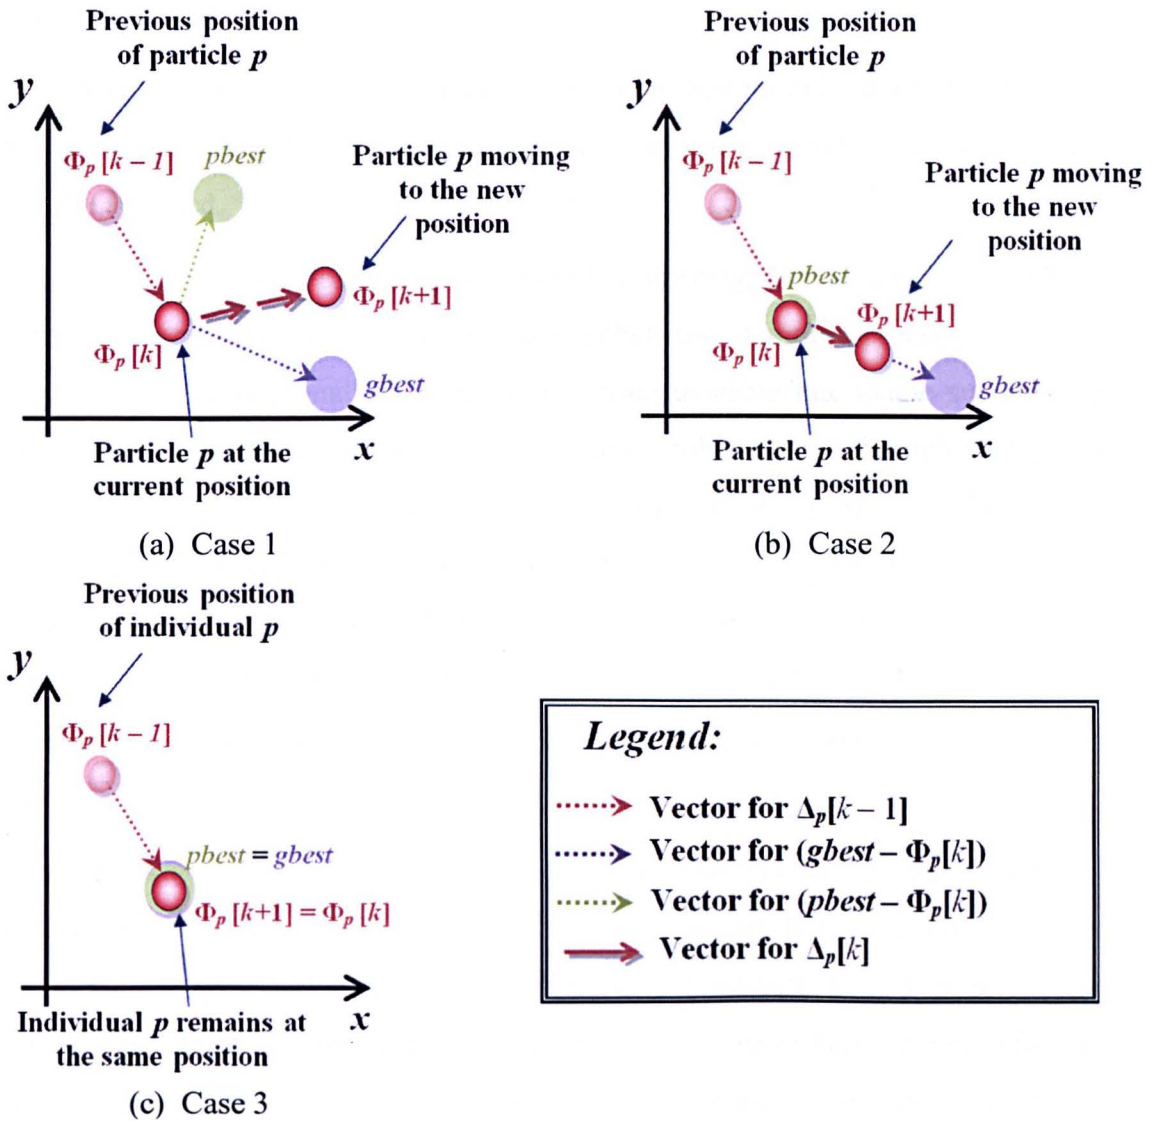 Previous position
of particle p
y
Φp [k – 1]
pbest
Particle p moving
to the new
position
Φp [k+1]
Φp [k]
gbest
x
Particle p at the
current position
(a) Case 1
Previous position
of particle p
y
Φp [k – 1]
Particle p moving
to the new
position
pbest
Φp [k+1]
Φp [k]
gbest
x
Particle p at the
current position
(b) Case 2
Previous position
of individual p
y
Φp [k – 1]
pbest = gbest
Φp [k+1] = Φp [k]
x
Individual p remains at
the same position
(c) Case 3
Legend:
Vector for Δp[k – 1]
Vector for (gbest – Φp[k])
Vector for (pbest – Φp[k])
Vector for Δp[k]